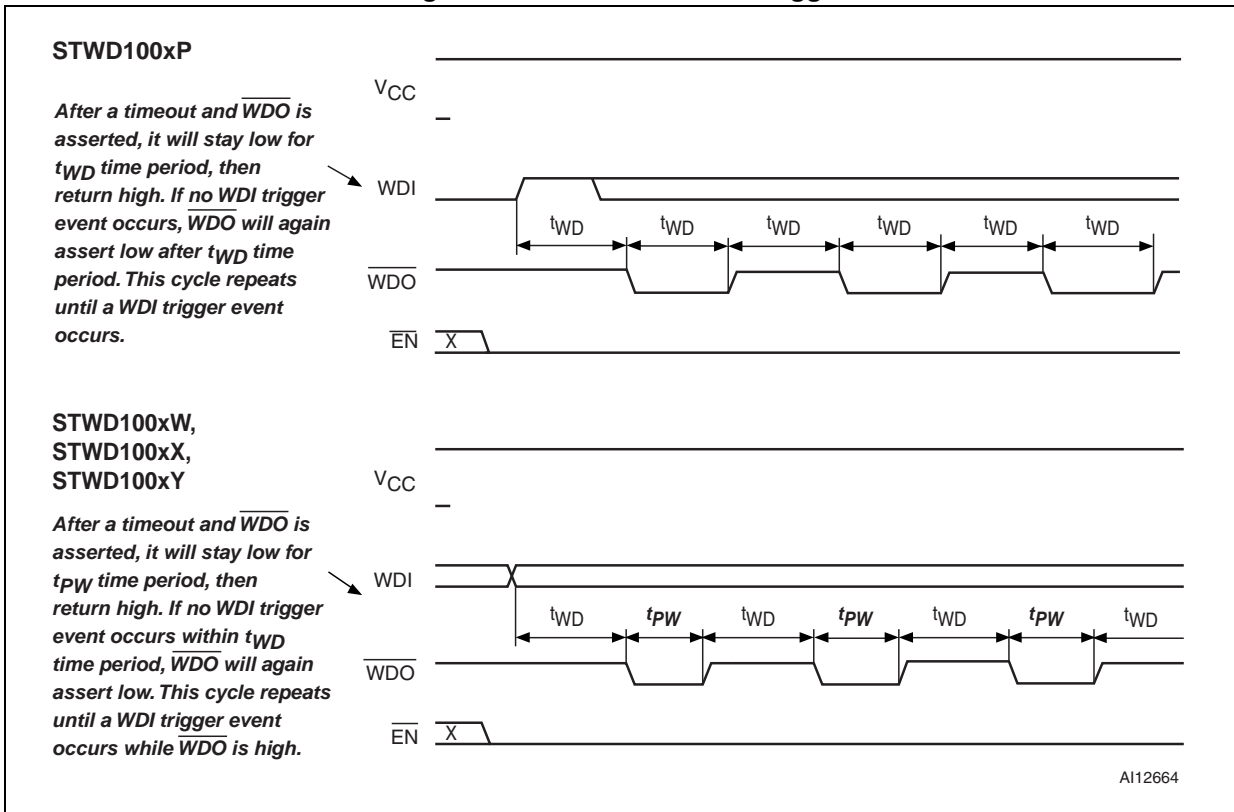 STWD100xP
After a timeout and WDO is
asserted, it will stay low for
tWD time period, then
return high. If no WDI trigger
event occurs, WDO will again
assert low after tWD time
period. This cycle repeats
until a WDI trigger event
occurs.
VCC
WDI
tWD tWD tWD tWD tWD tWD
WDO
EN X
STWD100xW,
STWD100xX,
STWD100xY
After a timeout and WDO is
asserted, it will stay low for
tPW time period, then
return high. If no WDI trigger
event occurs within tWD
time period, WDO will again
assert low. This cycle repeats
until a WDI trigger event
occurs while WDO is high.
VCC
WDI
tWD tPW tWD tPW tWD tPW tWD
WDO
EN X
AI12664